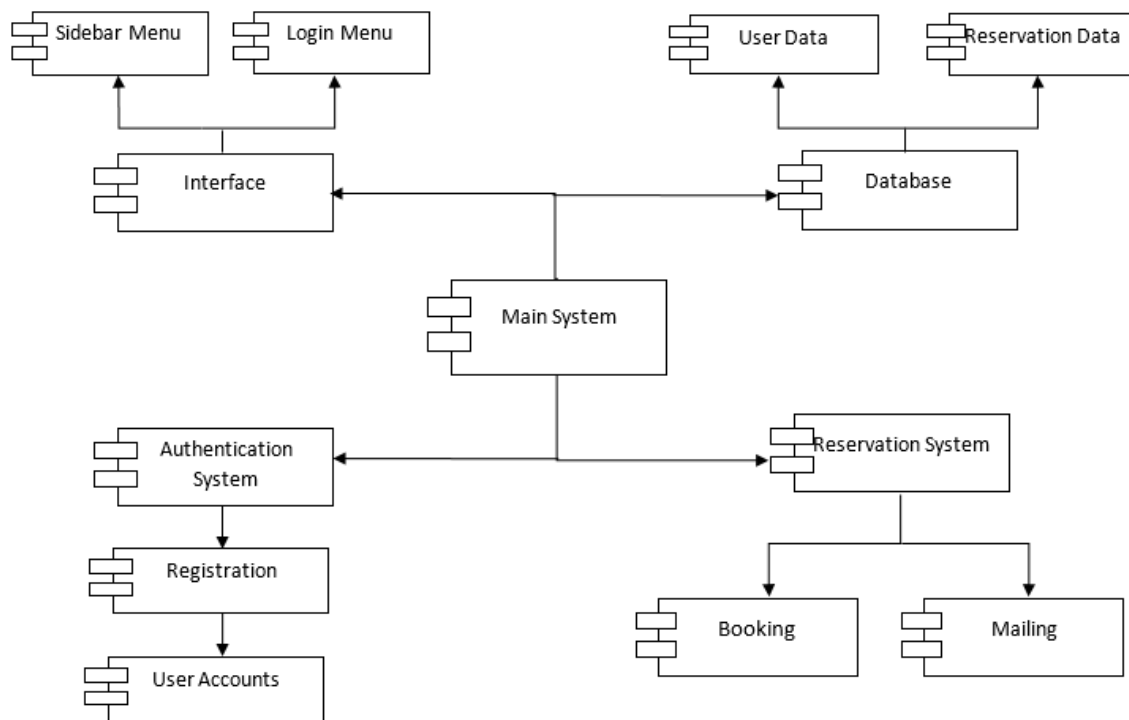 Sidebar Menu
Login Menu
User Data
Reservation Data
Interface
Database
Main System
Authentication
System
Reservation System
Registration
Booking
Mailing
User Accounts